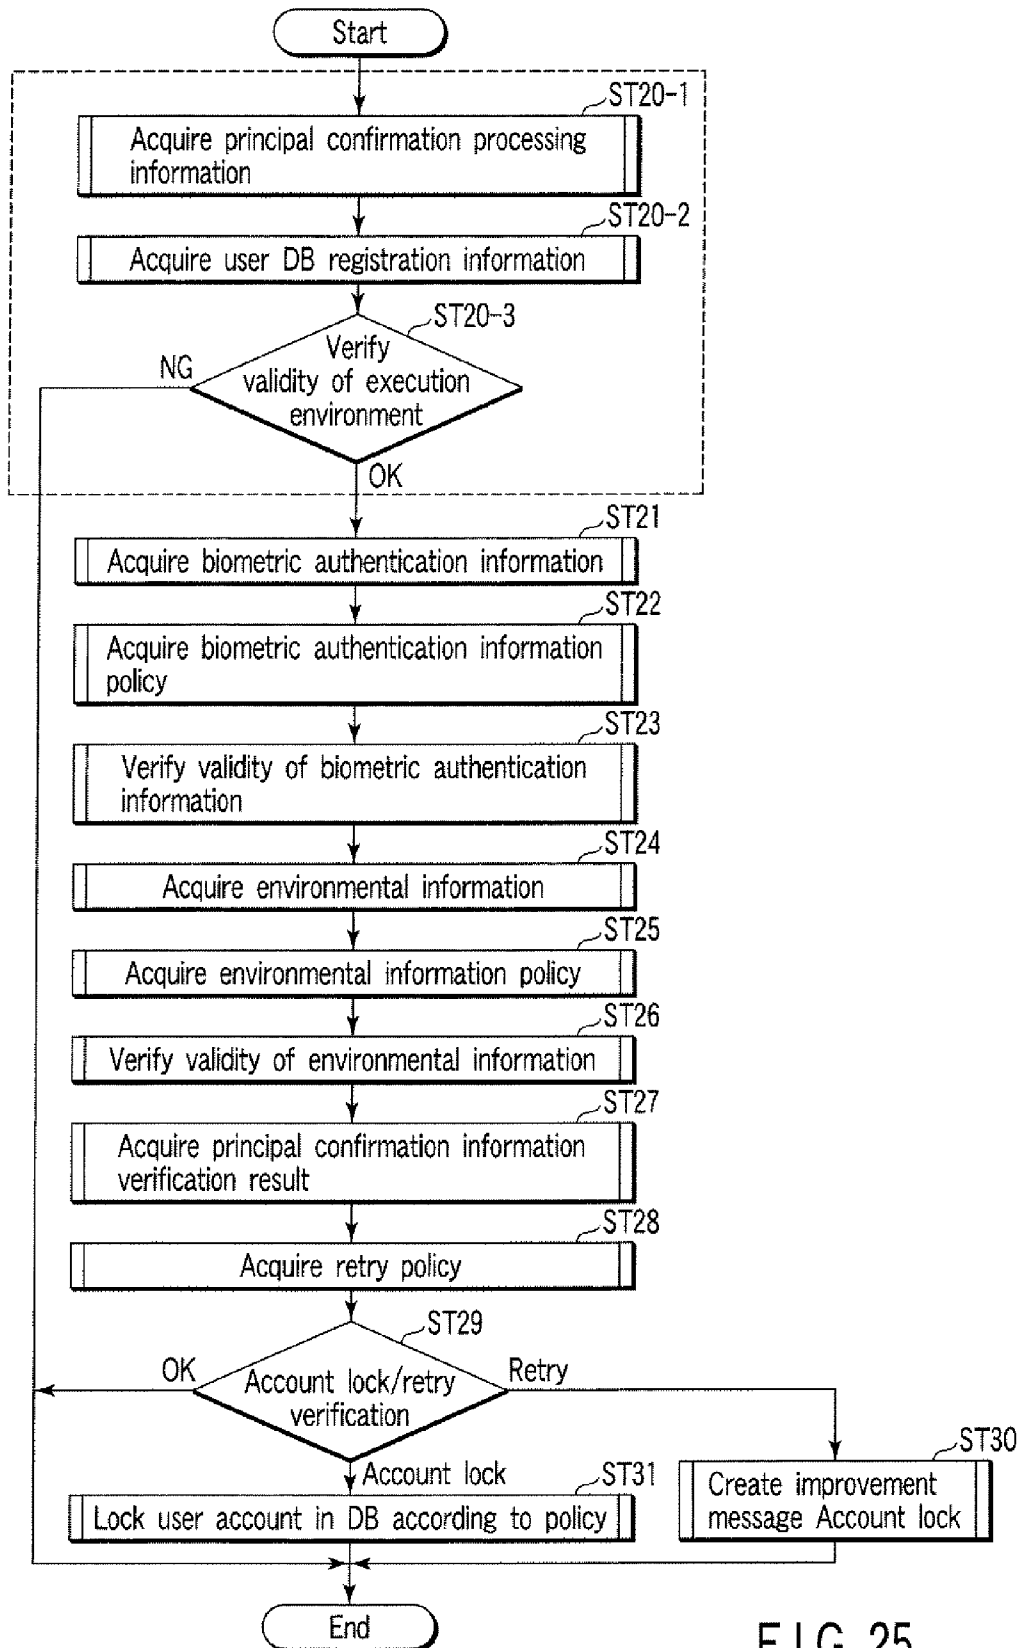 Start
ST20-1
Acquire principal confirmation processing
information
ST20-2
Acquire user DB registration information
ST20-3
Verify
validity of execution
environment
NG
OK
ST21
Acquire biometric authentication information
ST22
Acquire biometric authentication information
policy
ST23
Verify validity of biometric authentication
information
ST24
Acquire environmental information
ST25
Acquire environmental information policy
ST26
Verify validity of environmental information
ST27
Acquire principal confirmation information
verification result
ST28
Acquire retry policy
ST29
OK
Account lock/retry
verification
Retry
Account lock
ST30
Create improvement
message Account lock
ST31
Lock user account in DB according to policy
End
FIG. 25